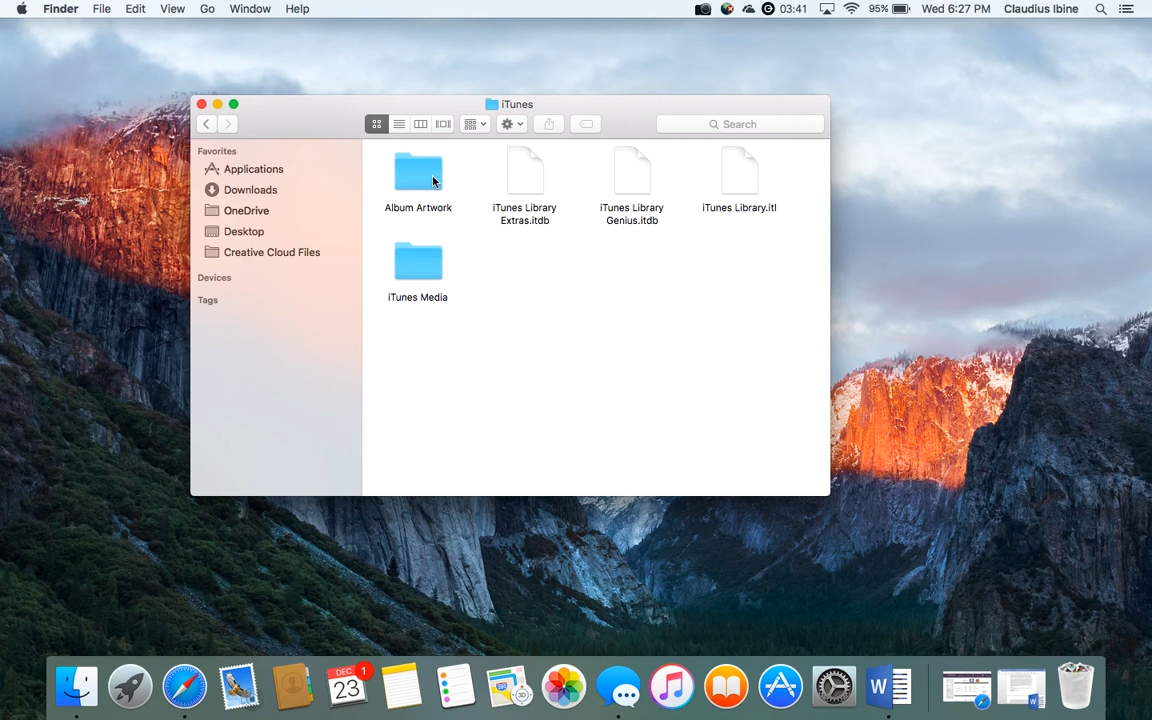 Finder File Edit View Go Window Help 03:41 95% Wed 6:27 PM Claudius Ibine
iTunes
Search
Favorites
Applications
Downloads
OneDrive
Desktop
Creative Cloud Files
Devices
Tags
Album Artwork
iTunes Library
Extras.itdb
iTunes Library
Genius.itdb
iTunes Library.itl
iTunes Media
DEC 1
23
W